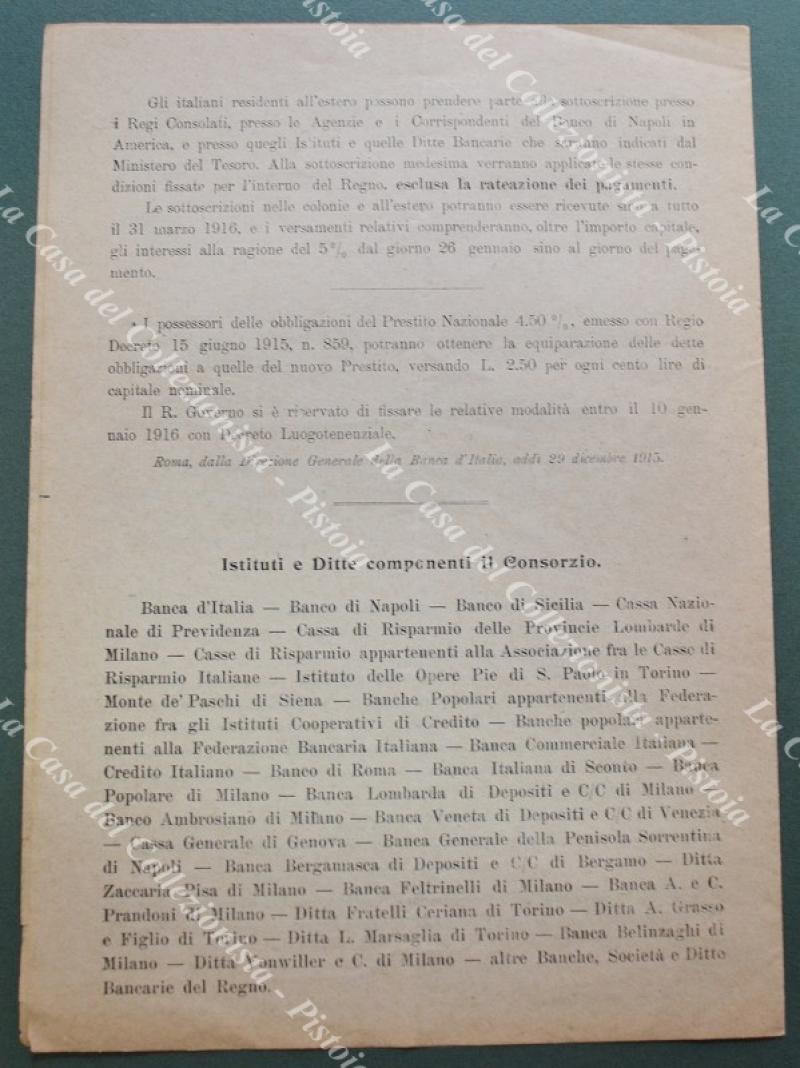 Gli italiani residenti all'estero possono prendere parte alla sottoscrizione presso
i Regi Consolati, presso le Agenzie e i Corrispondenti del Banco di Napoli in
America, e presso quegli Istituti e quelle Ditte Bancarie che saranno indicati dal
Ministero del Tesoro. Alla sottoscrizione medesima verranno applicate le stesse con-
dizioni fissate per l'interno del Regno, esclusa la rateazione dei pagamenti.
Le sottoscrizioni nelle colonie e all'estero potranno essere ricevute sino a tutto
il 31 marzo 1916, e i versamenti relativi comprenderanno, oltre l'importo capitale,
gli interessi alla ragione del 5 % dal giorno 26 gennaio sino al giorno del paga-
mento.
I possessori delle obbligazioni del Prestito Nazionale 4.50 %, emesso con Regio
Decreto 15 giugno 1915, n. 859, potranno ottenere la equiparazione delle dette
obbligazioni a quelle del nuovo Prestito, versando L. 2.50 per ogni cento lire di
capitale nominale.
Il R. Governo si è riservato di fissare le relative modalità entro il 10 gen-
naio 1916 con Decreto Luogotenenziale.
Roma, dalla Direzione Generale della Banca d'Italia, addì 29 dicembre 1915.
Istituti e Ditte componenti il Consorzio.
Banca d'Italia — Banco di Napoli — Banco di Sicilia — Cassa Nazio-
nale di Previdenza — Cassa di Risparmio delle Provincie Lombarde di
Milano — Casse di Risparmio appartenenti alla Associazione fra le Casse di
Risparmio Italiane — Istituto delle Opere Pie di S. Paolo in Torino —
Monte de' Paschi di Siena — Banche Popolari appartenenti alla Federa-
zione fra gli Istituti Cooperativi di Credito — Banche popolari apparte-
nenti alla Federazione Bancaria Italiana — Banca Commerciale Italiana —
Credito Italiano — Banco di Roma — Banca Italiana di Sconto — Banca
Popolare di Milano — Banca Lombarda di Depositi e C/C di Milano —
Banco Ambrosiano di Milano — Banca Veneta di Depositi e C/C di Venezia
— Cassa Generale di Genova — Banca Generale della Penisola Sorrentina
di Napoli — Banca Bergamasca di Depositi e C/C di Bergamo — Ditta
Zaccaria Pisa di Milano — Banca Feltrinelli di Milano — Banca A. e C.
Prandoni di Milano — Ditta Fratelli Ceriana di Torino — Ditta A. Grasso
e Figlio di Torino — Ditta L. Marsaglia di Torino — Banca Belinzaghi di
Milano — Ditta Vonwiller e C. di Milano — altre Banche, Società e Ditte
Bancarie del Regno.
La Casa del Collezionista - Pistoia